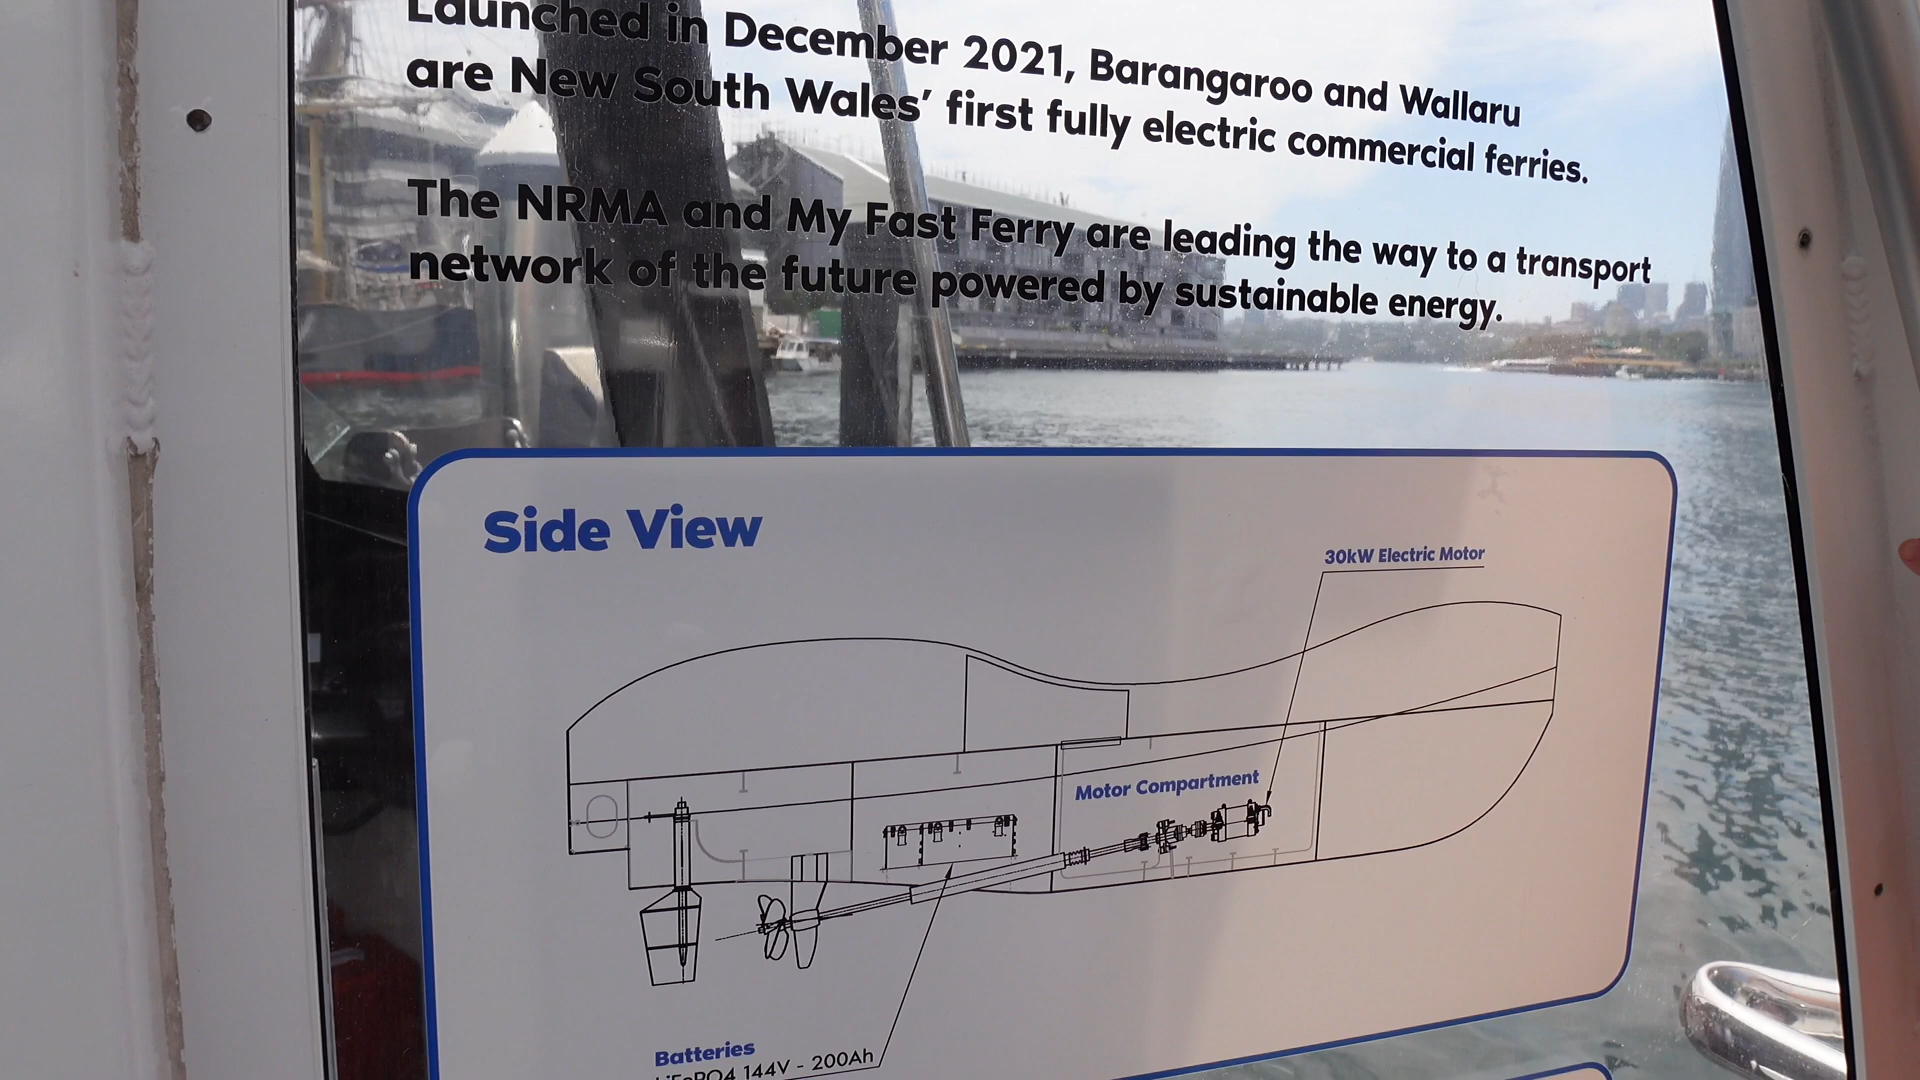 Launched in December 2021, Barangaroo and Wallaru
are New South Wales’ first fully electric commercial ferries.
The NRMA and My Fast Ferry are leading the way to a transport
network of the future powered by sustainable energy.
Side View
30kW Electric Motor
Motor Compartment
Batteries
LiFePO4 144V - 200Ah